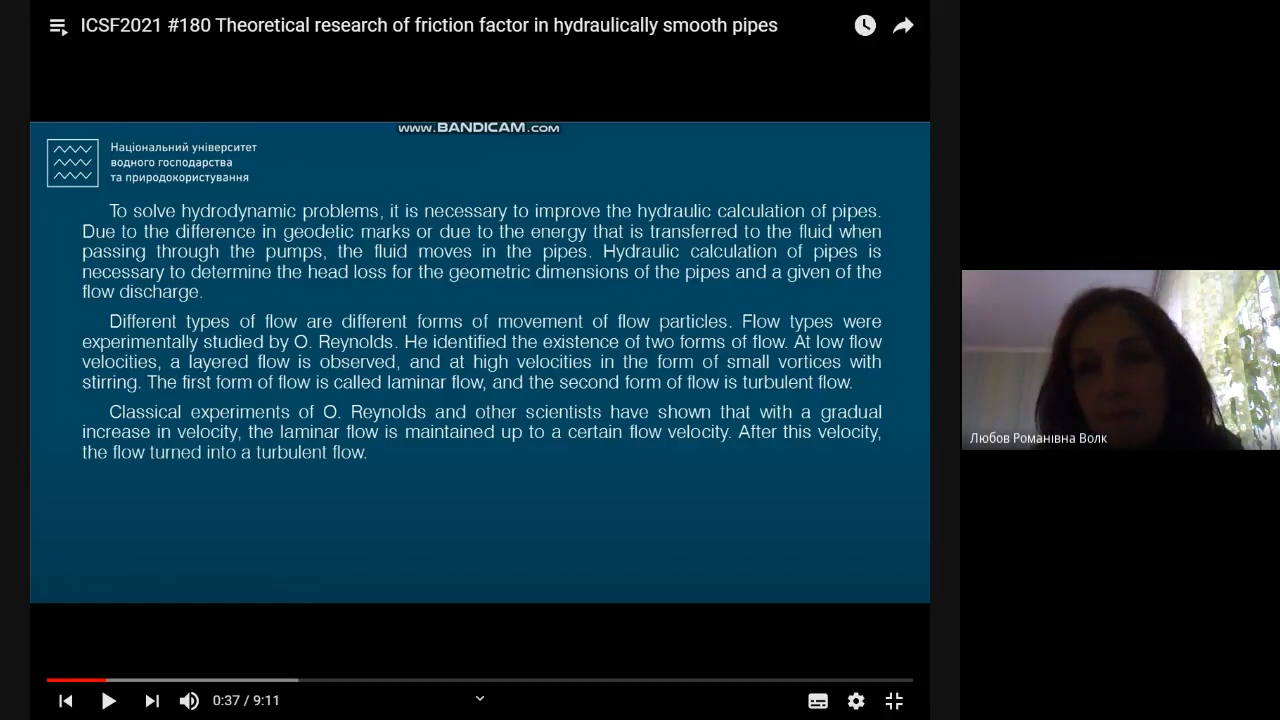 ICSF2021 #180 Theoretical research of friction factor in hydraulically smooth pipes
www.BANDICAM.com
Національний університет
водного господарства
та природокористування
To solve hydrodynamic problems, it is necessary to improve the hydraulic calculation of pipes.
Due to the difference in geodetic marks or due to the energy that is transferred to the fluid when
passing through the pumps, the fluid moves in the pipes. Hydraulic calculation of pipes is
necessary to determine the head loss for the geometric dimensions of the pipes and a given of the
flow discharge.
Different types of flow are different forms of movement of flow particles. Flow types were
experimentally studied by O. Reynolds. He identified the existence of two forms of flow. At low flow
velocities, a layered flow is observed, and at high velocities in the form of small vortices with
stirring. The first form of flow is called laminar flow, and the second form of flow is turbulent flow.
Classical experiments of O. Reynolds and other scientists have shown that with a gradual
increase in velocity, the laminar flow is maintained up to a certain flow velocity. After this velocity,
the flow turned into a turbulent flow.
Любов Романівна Волк
0:37 / 9:11